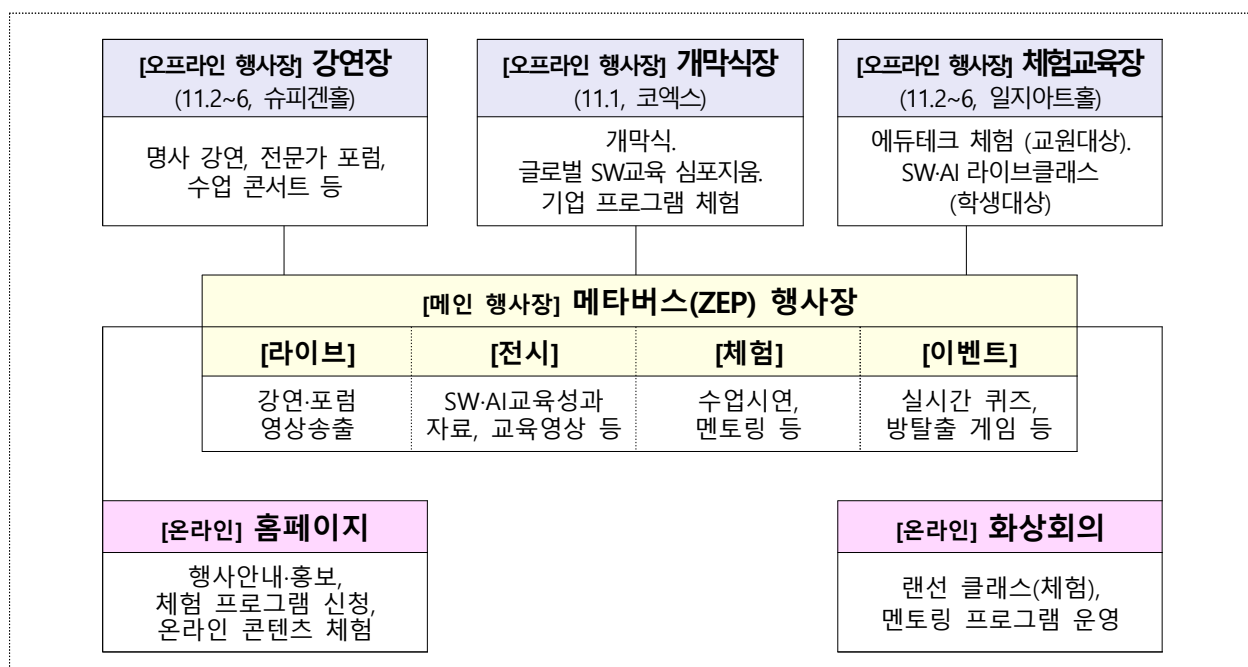 [오프라인 행사장] 강연장
(11.2~6, 슈피겐홀)
명사 강연, 전문가 포럼,
수업 콘서트 등
[오프라인 행사장] 개막식장
(11.1, 코엑스)
개막식.
글로벌 SW교육 심포지움.
기업 프로그램 체험
[오프라인 행사장] 체험교육장
(11.2~6, 일지아트홀)
에듀테크 체험 (교원대상).
SW·AI 라이브클래스
(학생대상)
[메인 행사장] 메타버스(ZEP) 행사장
[라이브]
강연·포럼
영상송출
[전시]
SW·AI교육성과
자료, 교육영상 등
[체험]
수업시연,
멘토링 등
[이벤트]
실시간 퀴즈,
방탈출 게임 등
[온라인] 홈페이지
행사안내·홍보,
체험 프로그램 신청,
온라인 콘텐츠 체험
[온라인] 화상회의
랜선 클래스(체험),
멘토링 프로그램 운영